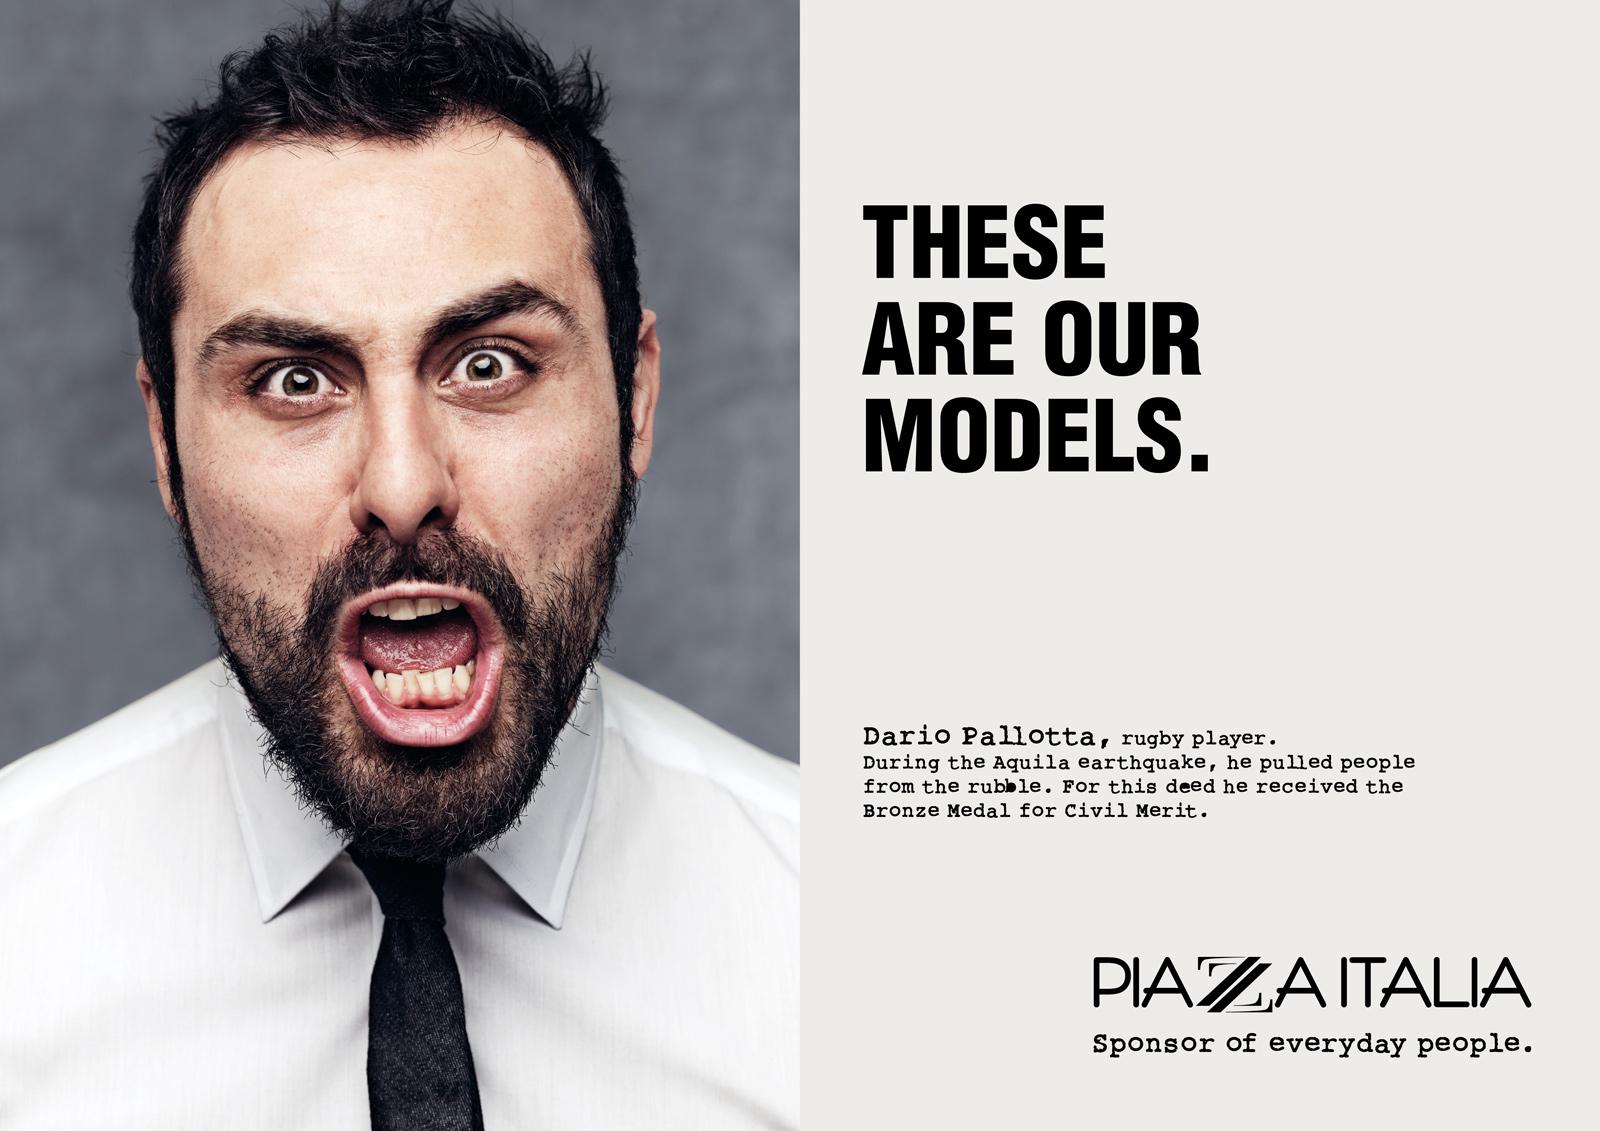 THESE
ARE OUR
MODELS.
Dario Pallotta, rugby player.
During the Aquila earthquake, he pulled people
from the rubble. For this deed he received the
Bronze Medal for Civil Merit.
PIAZZA ITALIA
Sponsor of everyday people.